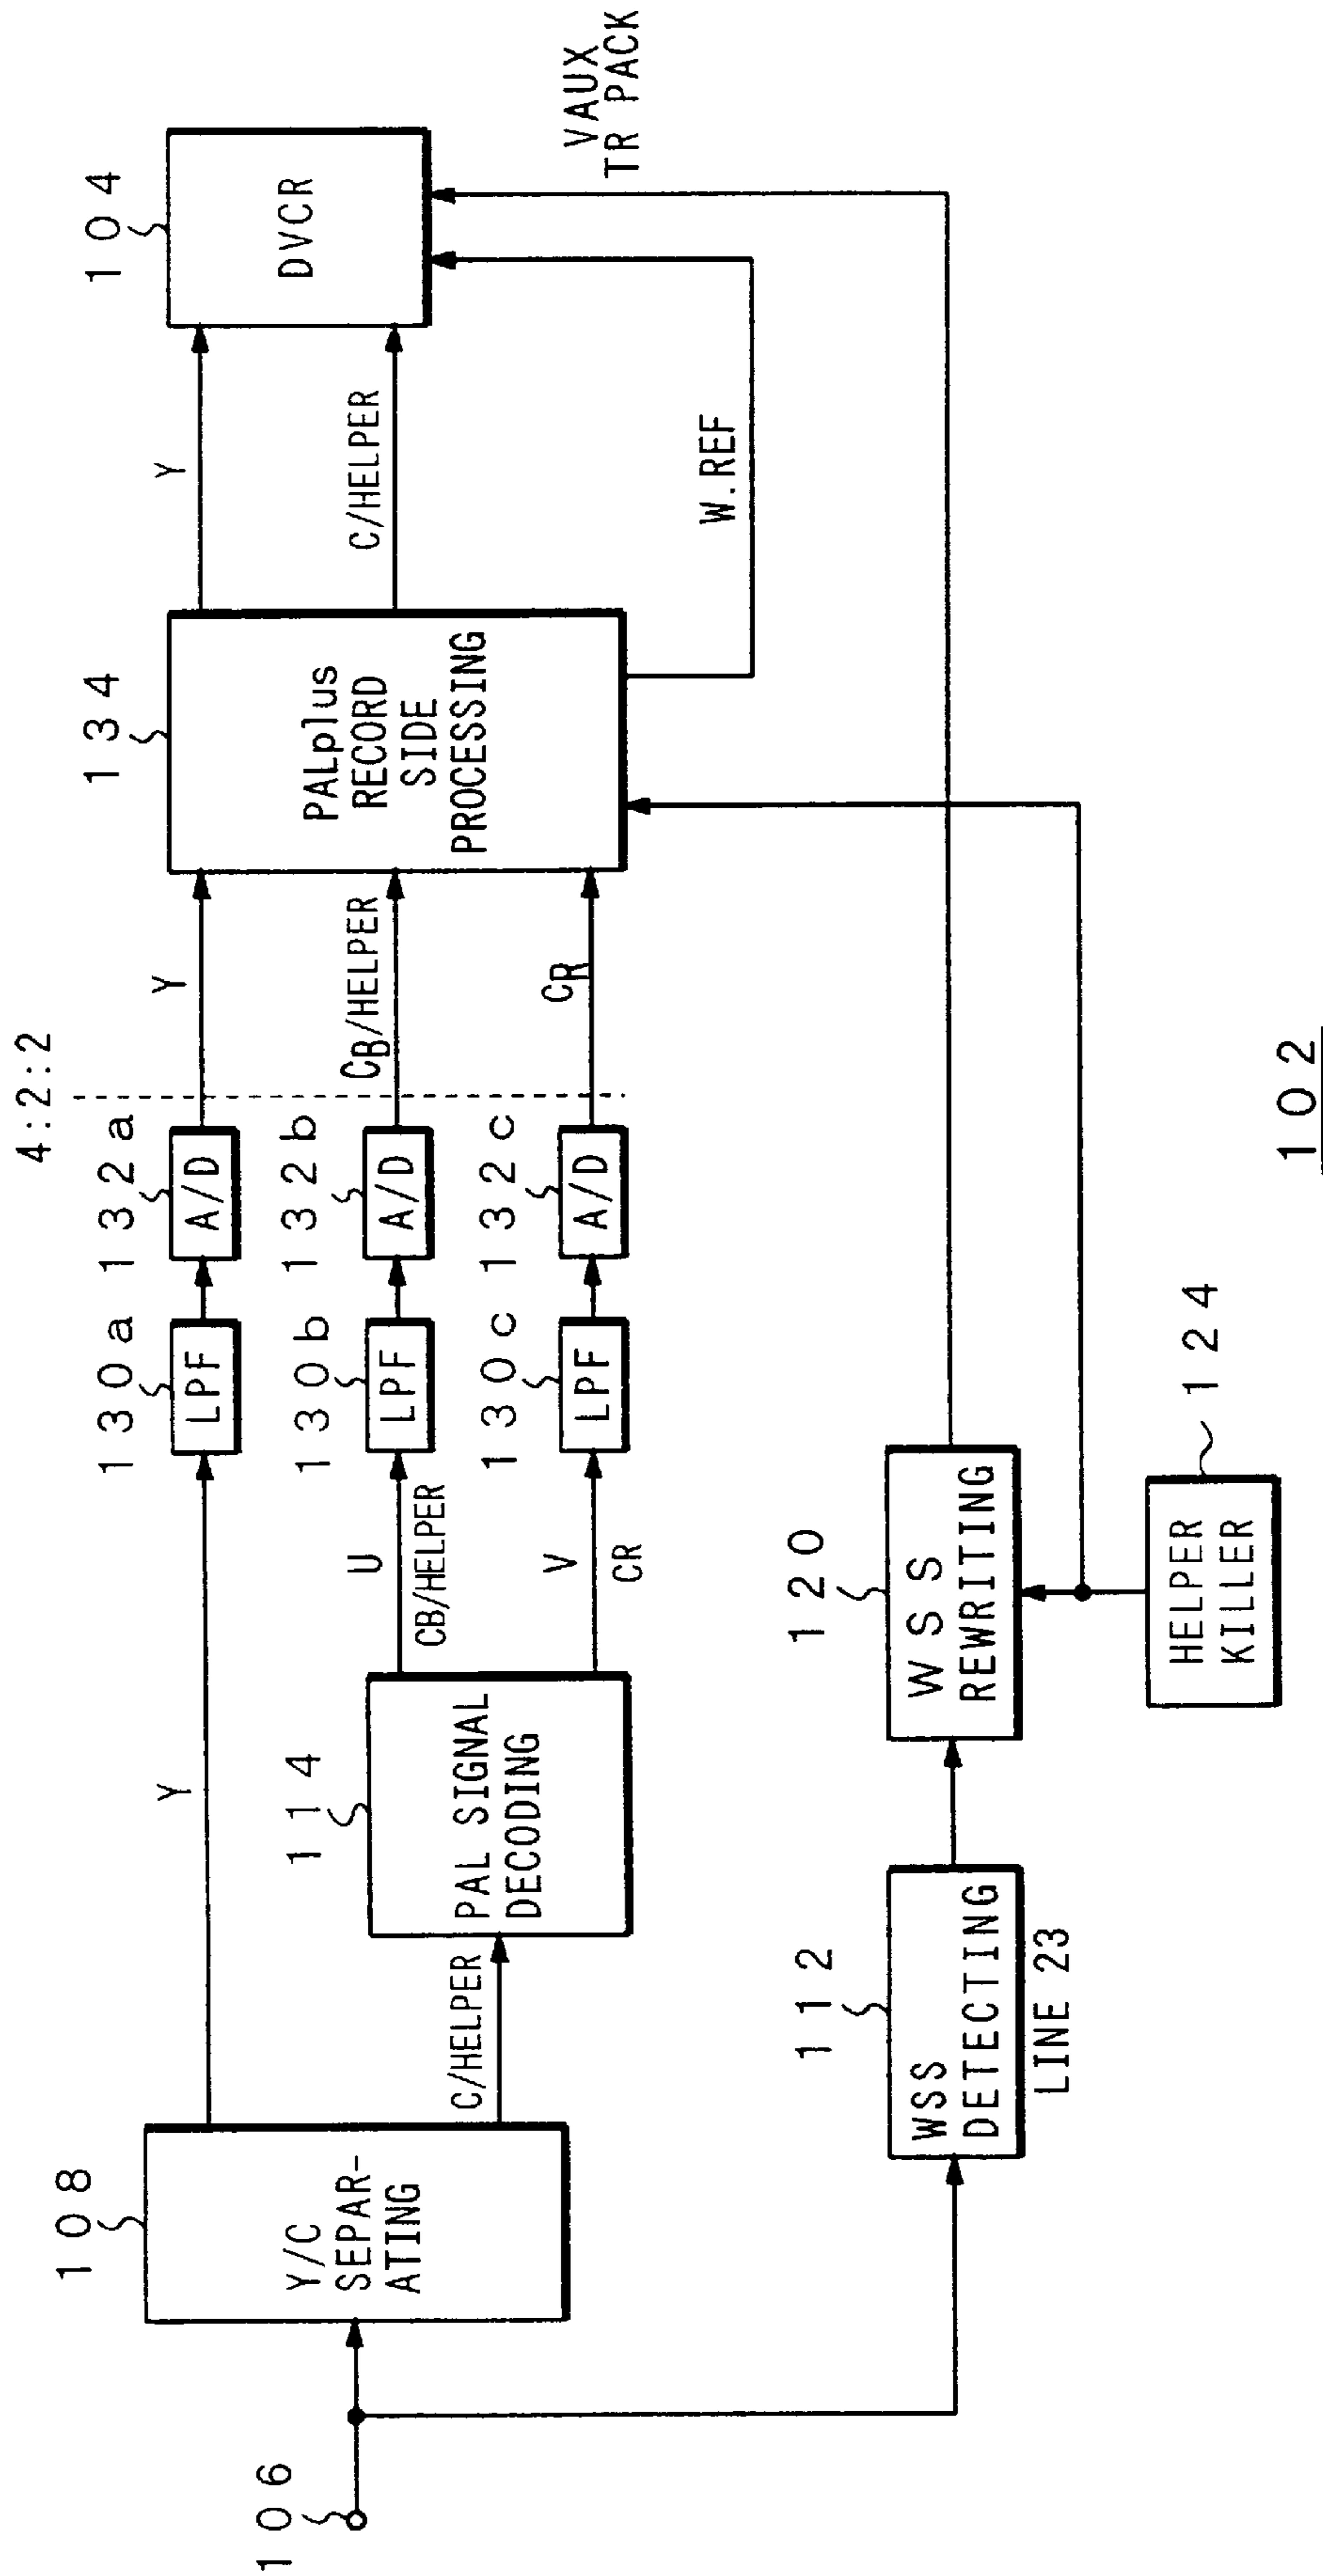 106
108
Y/C
SEPAR-
ATING
Y
C/HELPER
114
PAL SIGNAL
DECODING
U
CB/HELPER
V
CR
130a
LPF
130b
LPF
130c
LPF
132a
A/D
132b
A/D
132c
A/D
4:2:2
Y
CB/HELPER
CR
134
PALplus
RECORD
SIDE
PROCESSING
Y
C/HELPER
W.REF
104
DVCR
VAUX
TR PACK
112
WSS
DETECTING
LINE 23
120
WSS
REWRITING
HELPER
KILLER
124
102